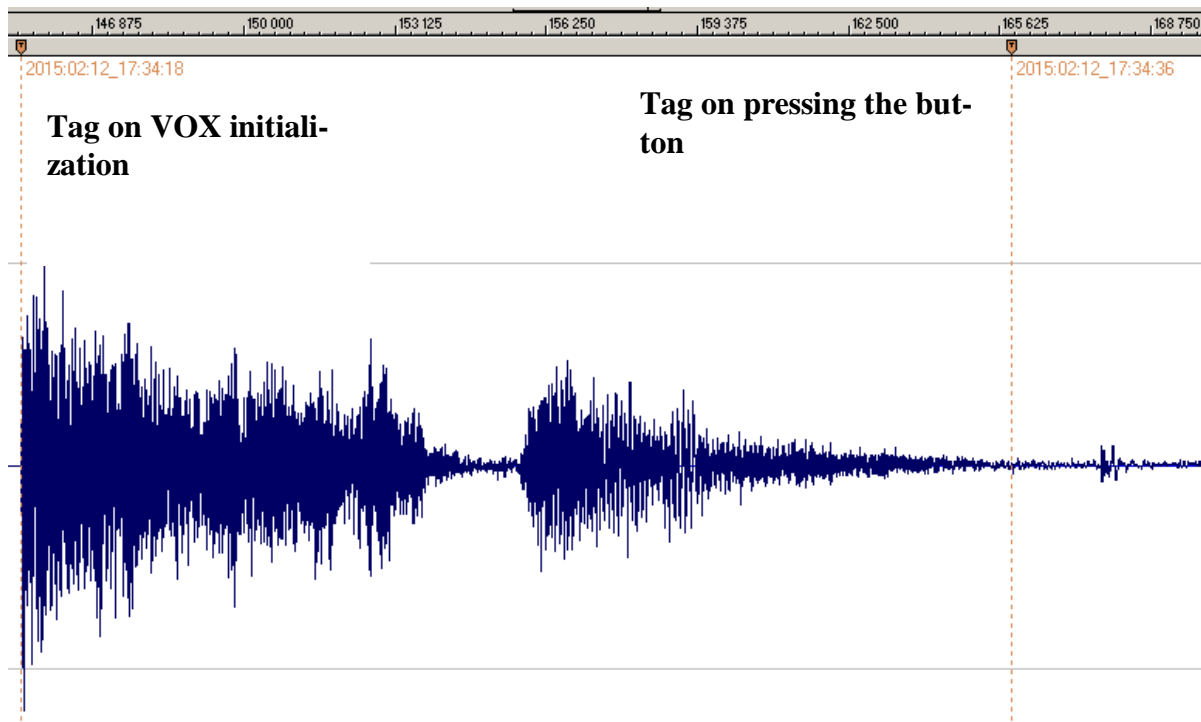 146 875 150 000 153 125 156 250 159 375 162 500 165 625 168 750
2015:02:12_17:34:18 2015:02:12_17:34:36
Tag on VOX initiali-
zation
Tag on pressing the but-
ton